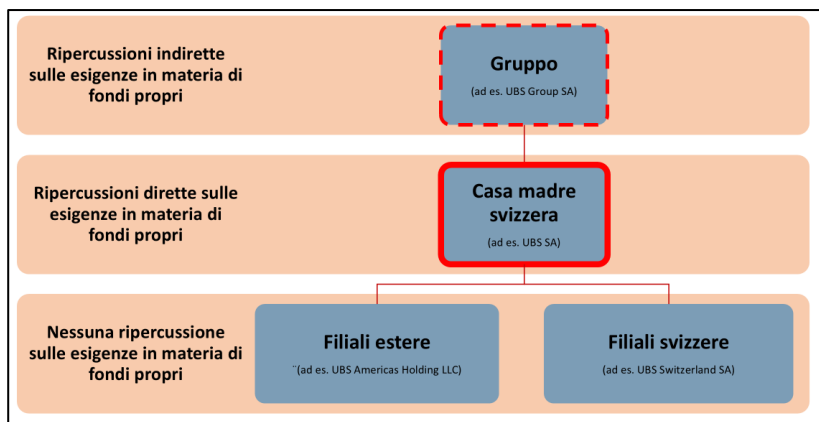 Ripercussioni indirette
sulle esigenze in materia di
fondi propri
Gruppo
(ad es. UBS Group SA)
Ripercussioni dirette sulle
esigenze in materia di
fondi propri
Casa madre
svizzera
(ad es. UBS SA)
Nessuna ripercussione
sulle esigenze in materia di
fondi propri
Filiali estere
¨(ad es. UBS Americas Holding LLC)
Filiali svizzere
(ad es. UBS Switzerland SA)